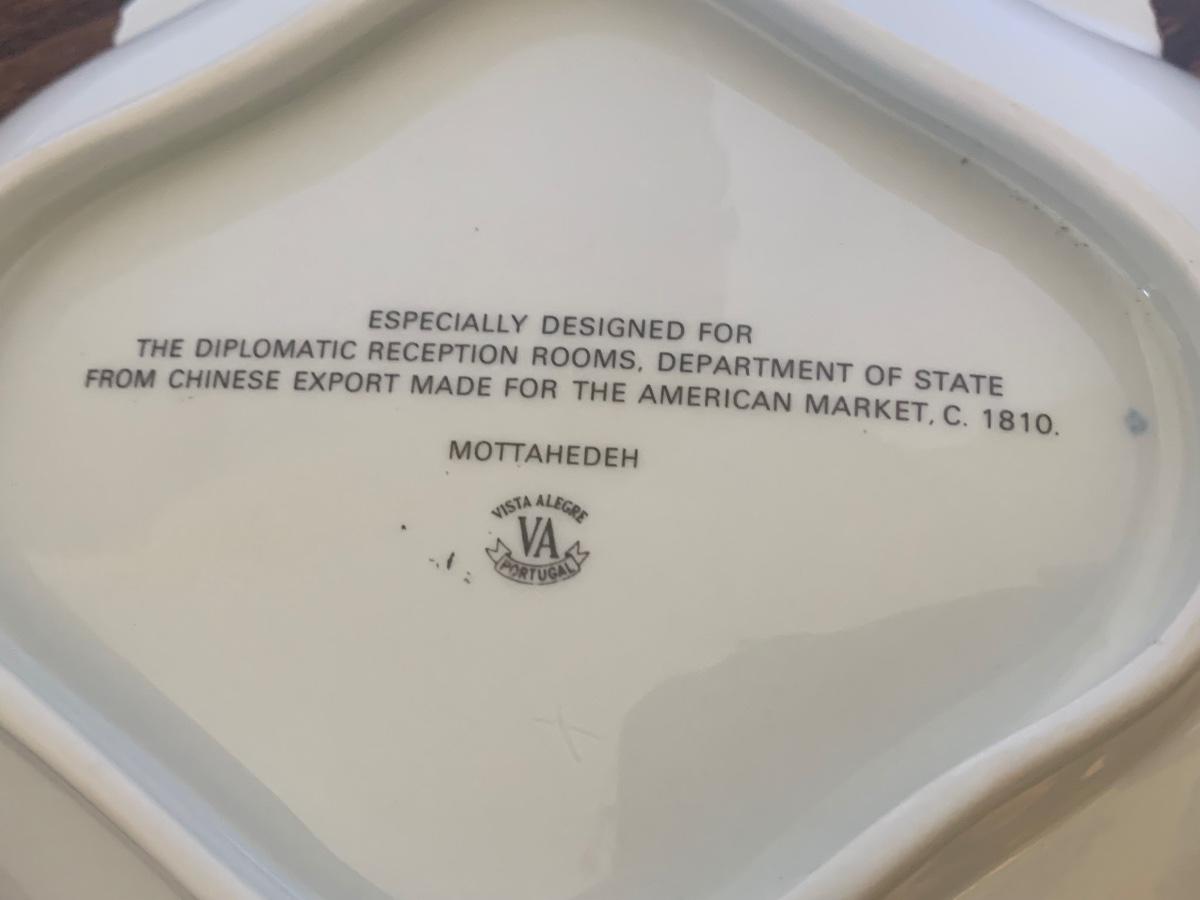 ESPECIALLY DESIGNED FOR
THE DIPLOMATIC RECEPTION ROOMS, DEPARTMENT OF STATE
FROM CHINESE EXPORT MADE FOR THE AMERICAN MARKET, C. 1810.
MOTTAHEDEH
VISTA ALEGRE
VA
PORTUGAL